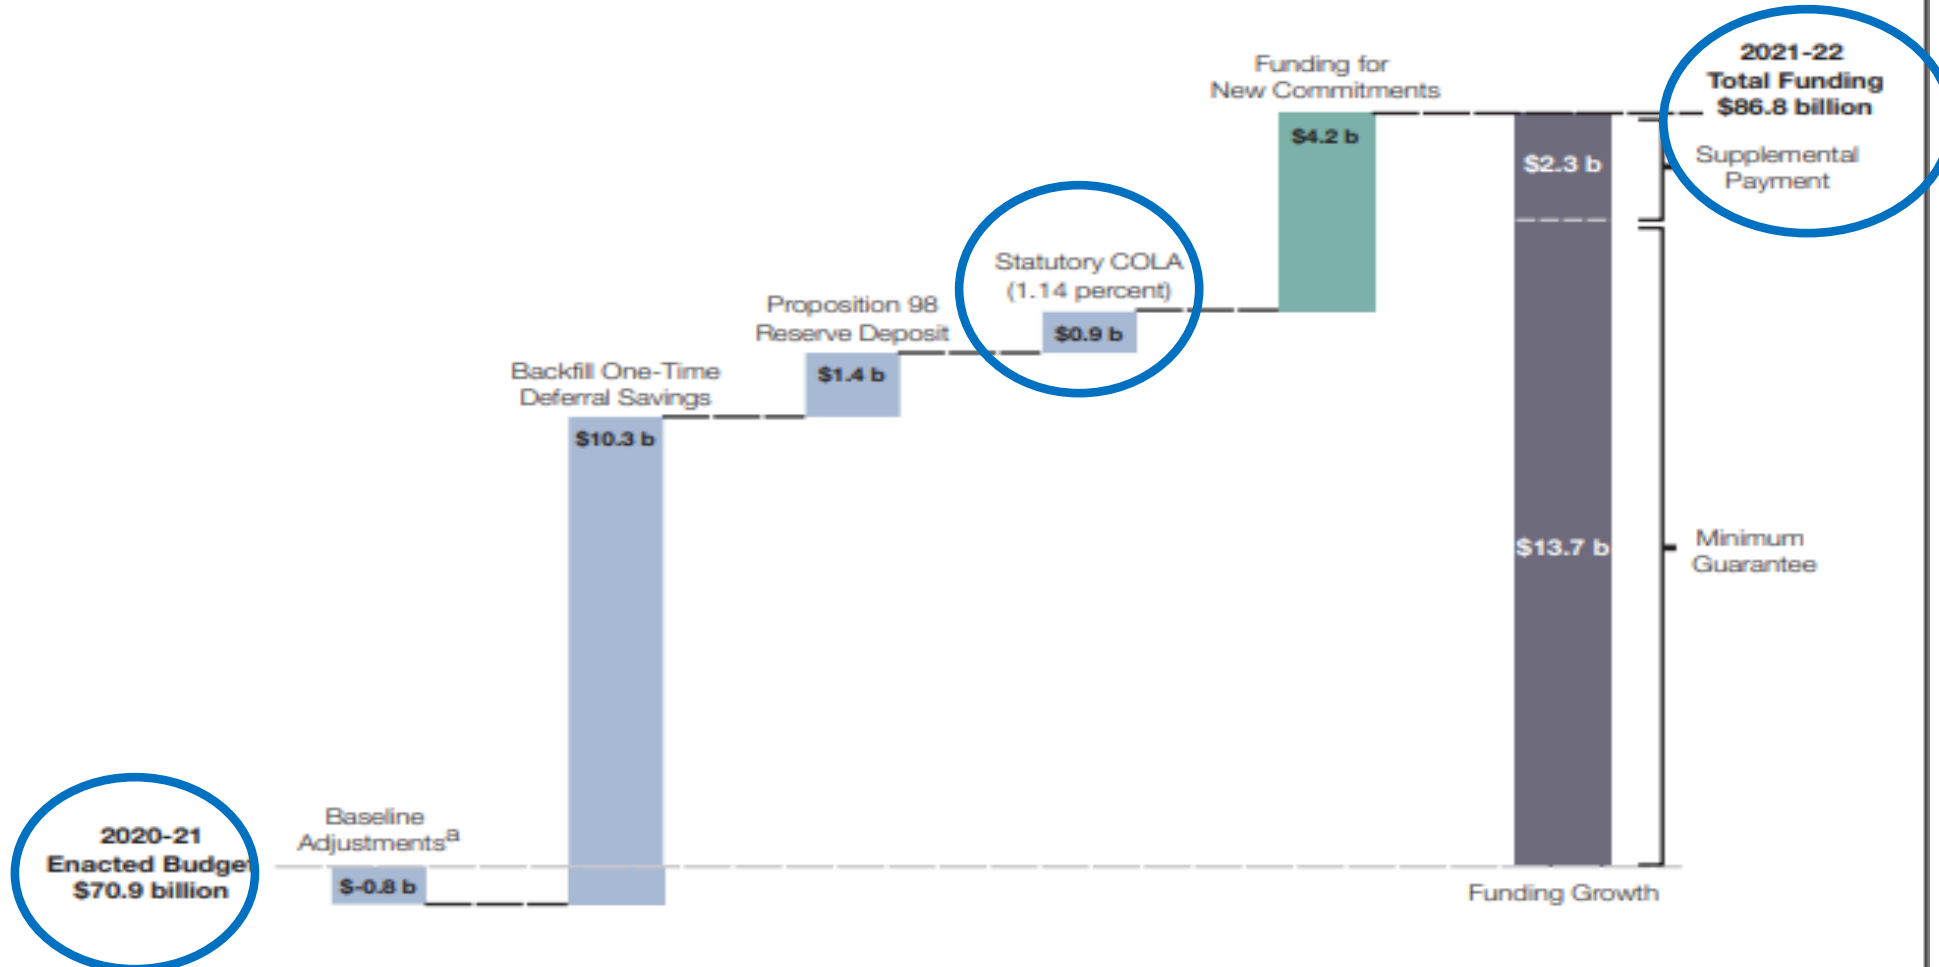 2021-22
Total Funding
$86.8 billion
Supplemental
Payment
Funding for
New Commitments
$4.2 b
$2.3 b
Statutory COLA
(1.14 percent)
$0.9 b
Proposition 98
Reserve Deposit
$1.4 b
Backfill One-Time
Deferral Savings
$10.3 b
$13.7 b
Minimum
Guarantee
2020-21
Enacted Budget
$70.9 billion
Baseline
Adjustmentsa
$-0.8 b
Funding Growth